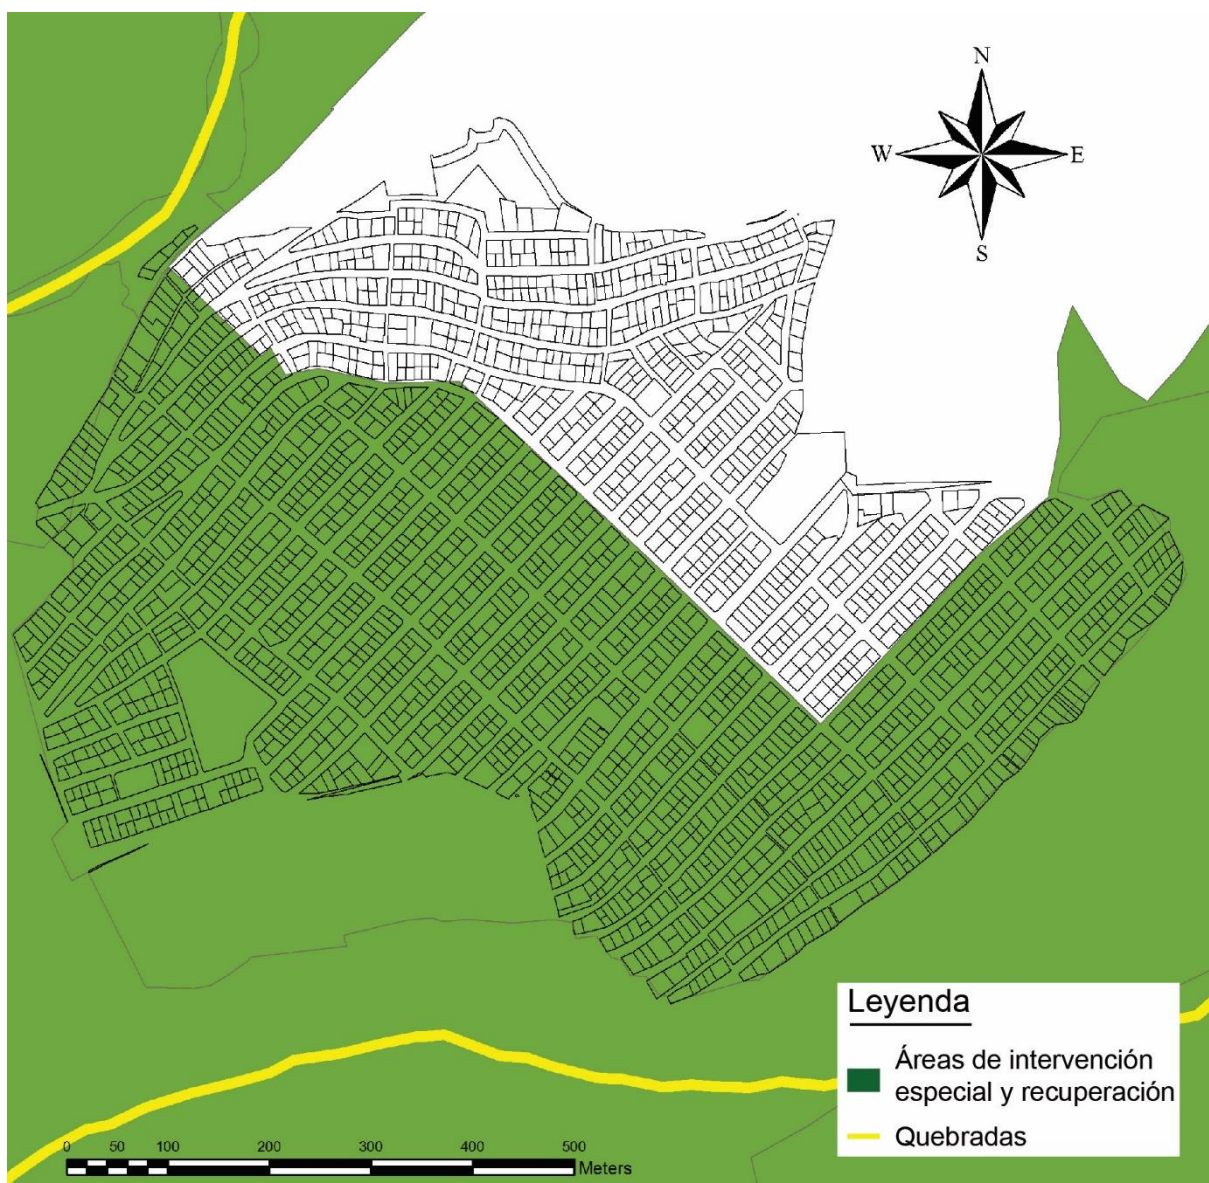 N
W E
S
Leyenda
Áreas de intervención
especial y recuperación
Quebradas
0 50 100 200 300 400 500
Meters